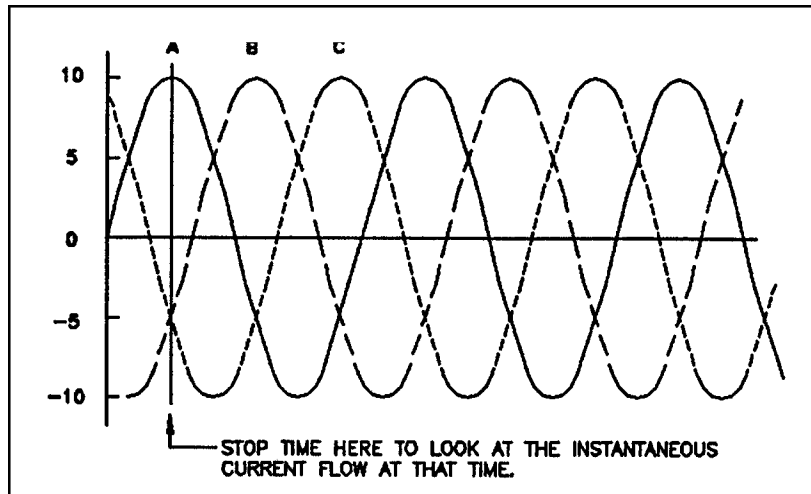 A B C
10
5
0
-5
-10
STOP TIME HERE TO LOOK AT THE INSTANTANEOUS
CURRENT FLOW AT THAT TIME.